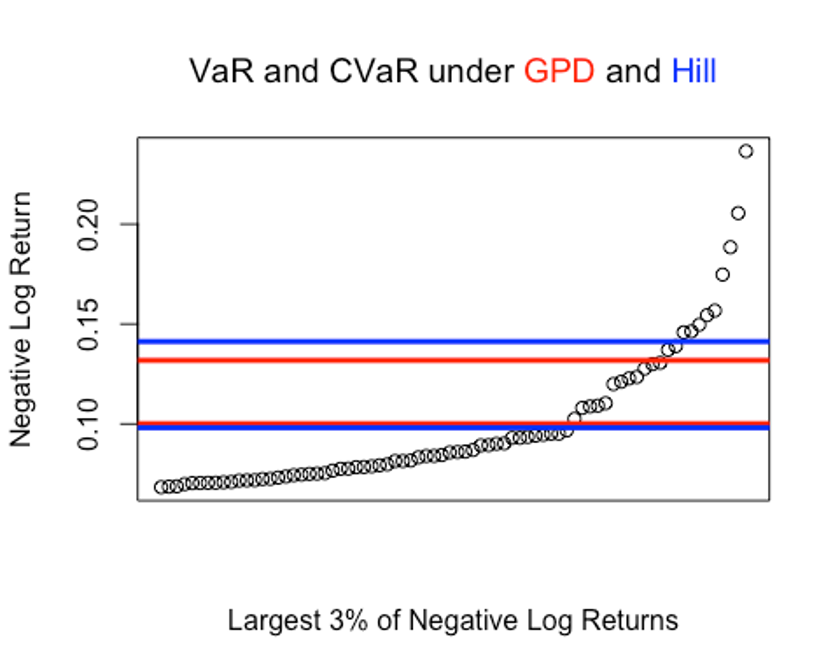 VaR and CVaR under GPD and Hill
Negative Log Return
0.20
0.15
0.10
Largest 3% of Negative Log Returns